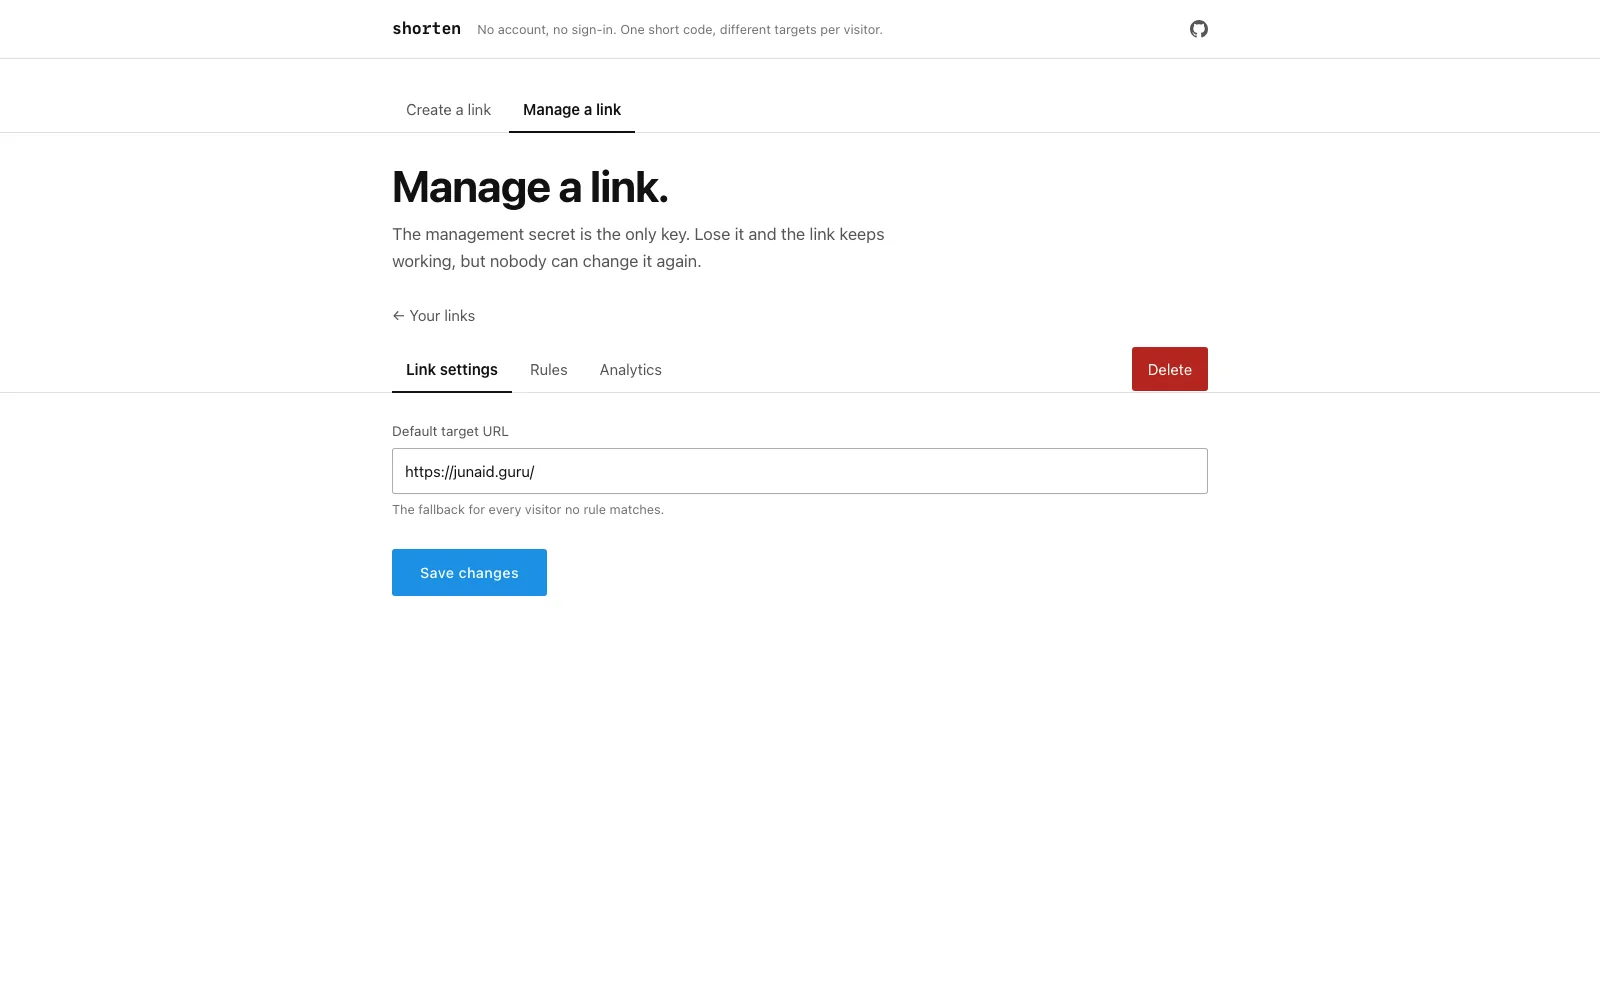 shorten
No account, no sign-in. One short code, different targets per visitor.
Create a link
Manage a link
Manage a link.
The management secret is the only key. Lose it and the link keeps
working, but nobody can change it again.
← Your links
Link settings
Rules
Analytics
Delete
Default target URL
https://junaid.guru/
The fallback for every visitor no rule matches.
Save changes